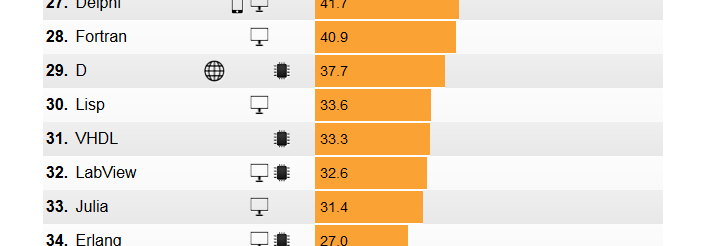 27. Delphi 41.7
28. Fortran 40.9
29. D 37.7
30. Lisp 33.6
31. VHDL 33.3
32. LabView 32.6
33. Julia 31.4
34. Erlang 27.0